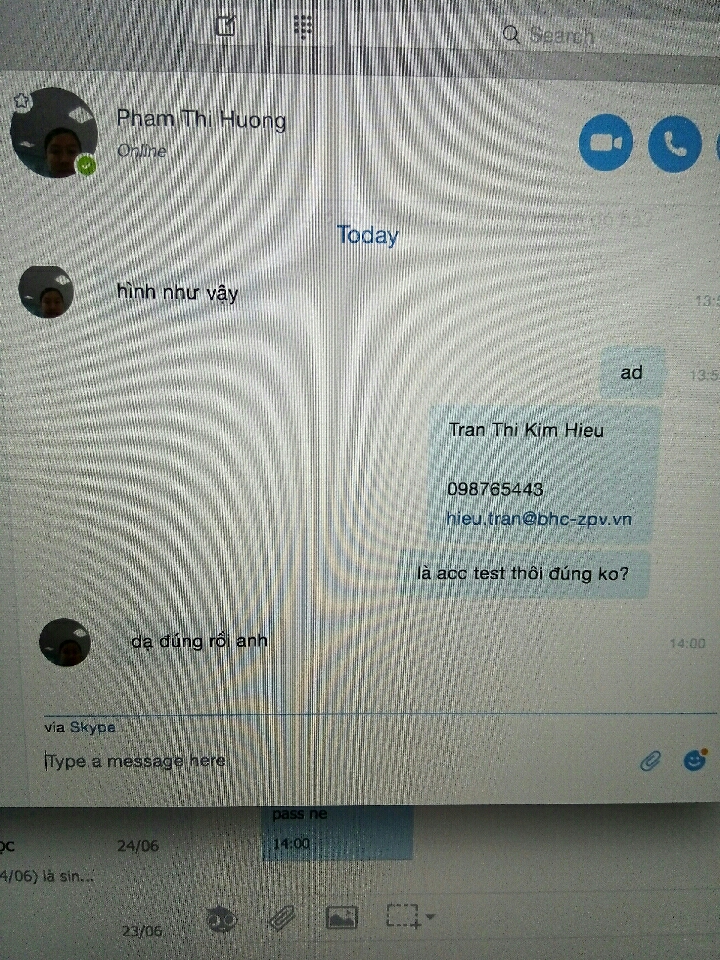 Search
Pham Thi Huong
Online
Today
hình như vậy
13:5
ad
13:5
Tran Thi Kim Hieu
098765443
hieu.tran@bhc-zpv.vn
là acc test thôi đúng ko?
dạ đúng rồi anh
14:00
via Skype
Type a message here
pass ne
24/06
14:00
4/06) là sin...
23/06